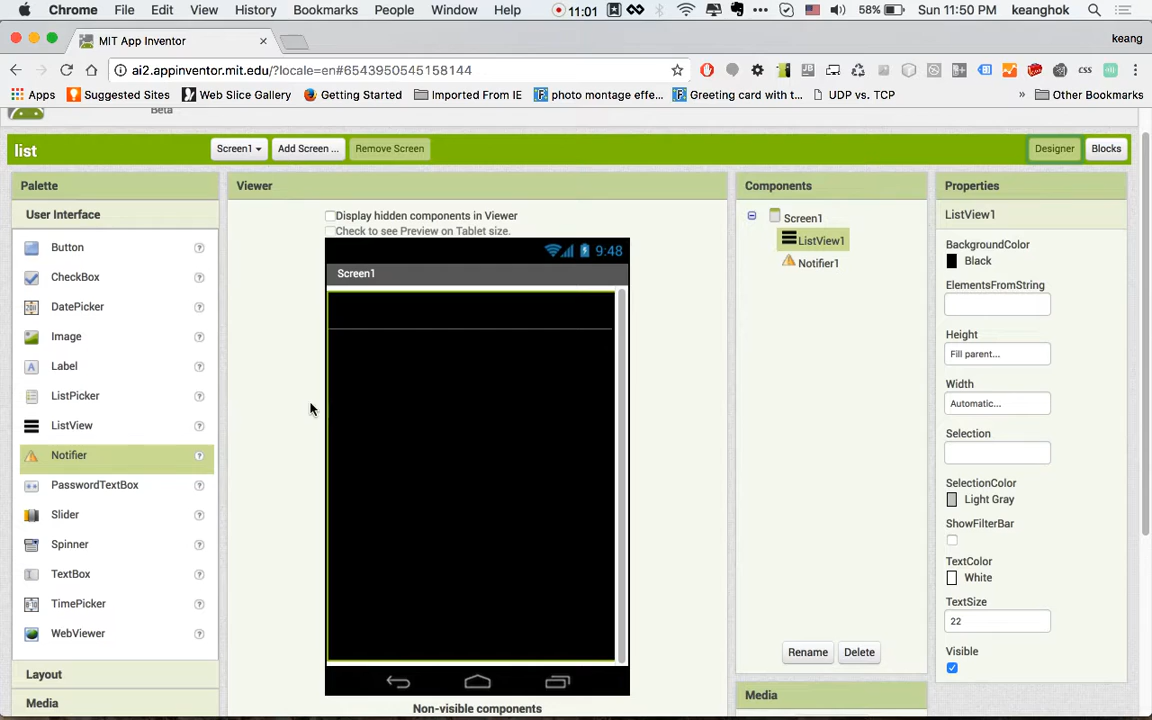 Chrome File Edit View History Bookmarks People Window Help 11:01 58% Sun 11:50 PM keanghok
MIT App Inventor keang
ai2.appinventor.mit.edu/?locale=en#6543950545158144 css
Apps Suggested Sites Web Slice Gallery Getting Started Imported From IE photo montage effe... Greeting card with t... UDP vs. TCP » Other Bookmarks
Beta
list Screen1 Add Screen ... Remove Screen Designer Blocks
Palette Viewer Components Properties
User Interface
Button
CheckBox
DatePicker
Image
Label
ListPicker
ListView
Notifier
PasswordTextBox
Slider
Spinner
TextBox
TimePicker
WebViewer
Layout
Media
Display hidden components in Viewer
Check to see Preview on Tablet size.
9:48
Screen1
Non-visible components
Screen1
ListView1
Notifier1
Rename Delete
Media
ListView1
BackgroundColor
Black
ElementsFromString
Height
Fill parent...
Width
Automatic...
Selection
SelectionColor
Light Gray
ShowFilterBar
TextColor
White
TextSize
22
Visible